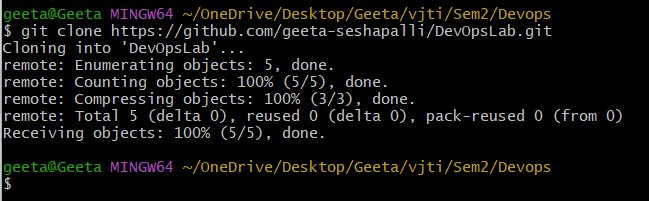 geeta@Geeta MINGW64 ~/OneDrive/Desktop/Geeta/vjti/Sem2/Devops
$ git clone https://github.com/geeta-seshapalli/DevOpsLab.git
Cloning into 'DevOpsLab'...
remote: Enumerating objects: 5, done.
remote: Counting objects: 100% (5/5), done.
remote: Compressing objects: 100% (3/3), done.
remote: Total 5 (delta 0), reused 0 (delta 0), pack-reused 0 (from 0)
Receiving objects: 100% (5/5), done.
geeta@Geeta MINGW64 ~/OneDrive/Desktop/Geeta/vjti/Sem2/Devops
$